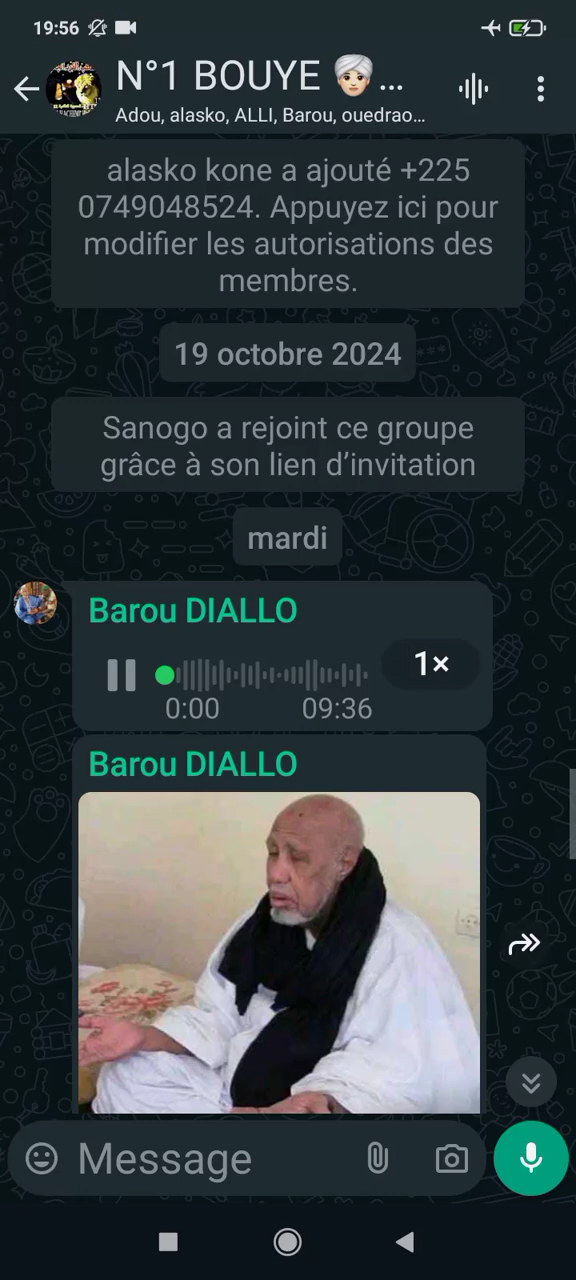 19:56
N°1 BOUYE 👳🏻...
Adou, alasko, ALLI, Barou, ouedrao...
alasko kone a ajouté +225
0749048524. Appuyez ici pour
modifier les autorisations des
membres.
19 octobre 2024
Sanogo a rejoint ce groupe
grâce à son lien d’invitation
mardi
Barou DIALLO
1×
0:00 09:36
Barou DIALLO
Message